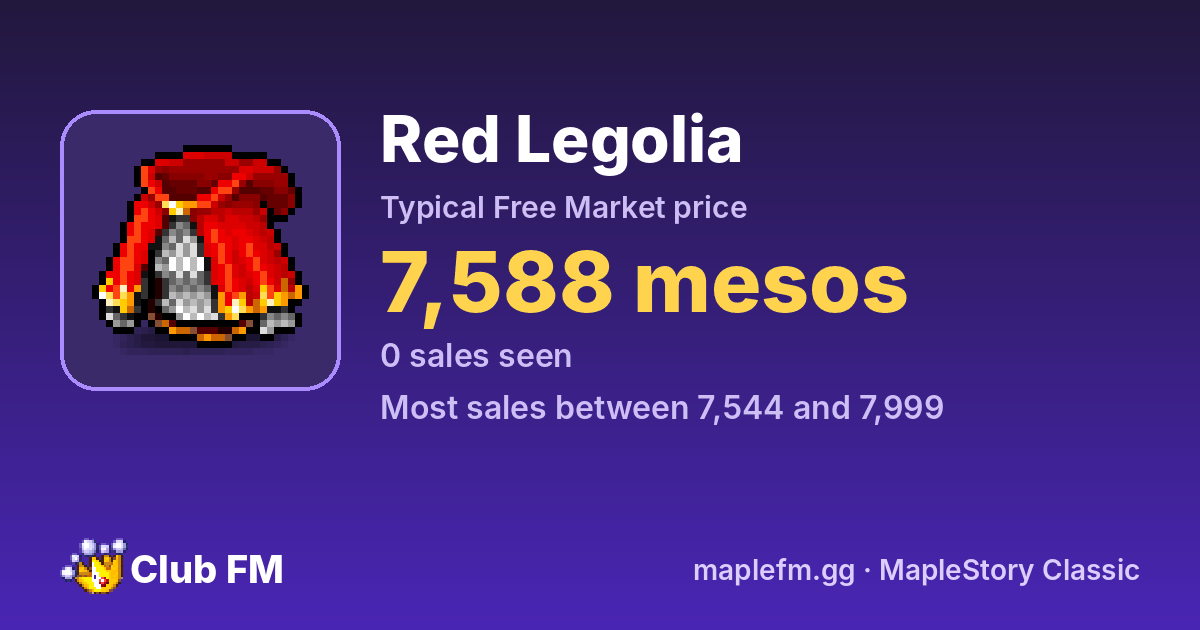 Red Legolia
Typical Free Market price
7,588 mesos
0 sales seen
Most sales between 7,544 and 7,999
Club FM
maplefm.gg · MapleStory Classic